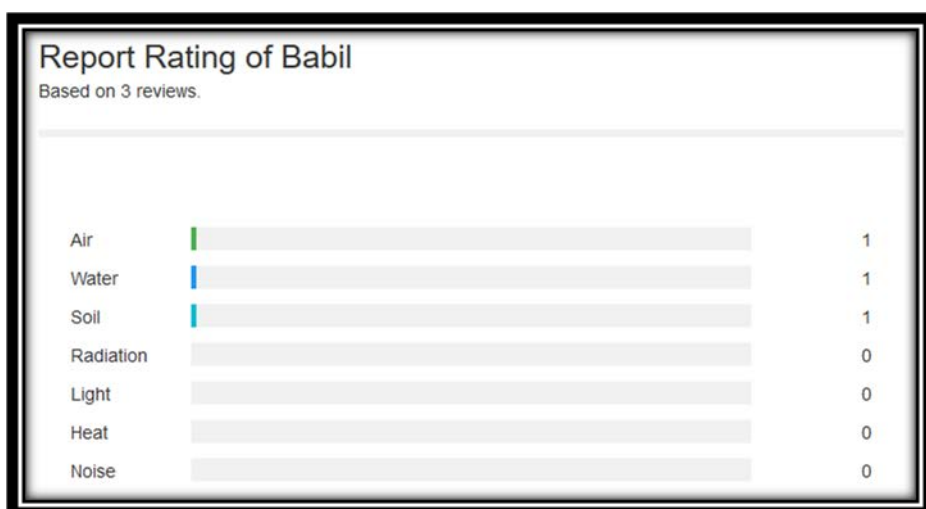 Report Rating of Babil
Based on 3 reviews.
Air 1
Water 1
Soil 1
Radiation 0
Light 0
Heat 0
Noise 0